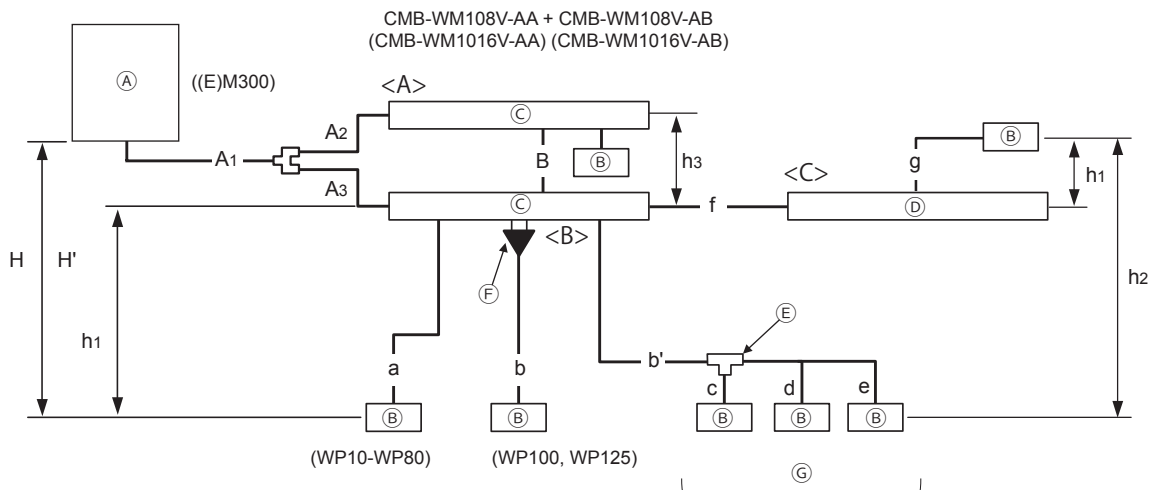 CMB-WM108V-AA + CMB-WM108V-AB
(CMB-WM1016V-AA) (CMB-WM1016V-AB)
Ⓐ ((E)M300)
<A>
Ⓒ
A2
A1
B
Ⓑ
h3
Ⓑ
g
h1
<C>
A3
Ⓒ
f
Ⓓ
<B>
H
H'
h2
Ⓕ
h1
Ⓔ
a
b
b'
c
d
e
Ⓑ
Ⓑ
Ⓑ
Ⓑ
Ⓑ
(WP10-WP80)
(WP100, WP125)
Ⓖ